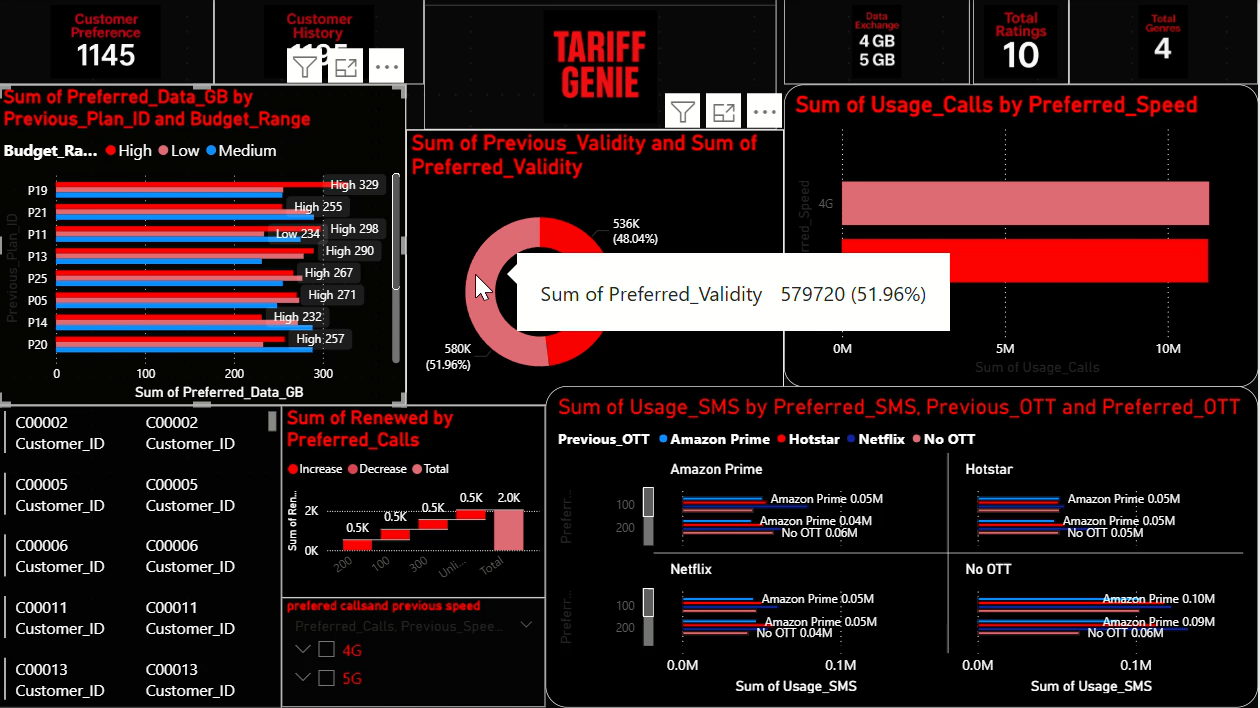 Customer
Preference
1145
Customer
History
TARIFF
GENIE
Data
Exchange
4 GB
5 GB
Total
Ratings
10
Total
Genres
4
Sum of Preferred_Data_GB by
Previous_Plan_ID and Budget_Range
Budget_Ra... High Low Medium
Previous_Plan_ID
P19
P21
P11
P13
P25
P05
P14
P20
High 329
High 255
High 298
Low 234
High 290
High 267
High 271
High 232
High 257
0 100 200 300
Sum of Preferred_Data_GB
Sum of Previous_Validity and Sum of
Preferred_Validity
536K
(48.04%)
580K
(51.96%)
Sum of Preferred_Validity 579720 (51.96%)
Sum of Usage_Calls by Preferred_Speed
4G
0M 5M 10M
Sum of Usage_Calls
C00002 C00002
Customer_ID Customer_ID
C00005 C00005
Customer_ID Customer_ID
C00006 C00006
Customer_ID Customer_ID
C00011 C00011
Customer_ID Customer_ID
C00013 C00013
Customer_ID Customer_ID
Sum of Renewed by
Preferred_Calls
Increase Decrease Total
Sum of Ren...
2K
0K
0.5K 0.5K 0.5K 0.5K 2.0K
200 100 300 Unli... Total
prefered callsand previous speed
Preferred_Calls, Previous_Spee...
4G
5G
Sum of Usage_SMS by Preferred_SMS, Previous_OTT and Preferred_OTT
Previous_OTT Amazon Prime Hotstar Netflix No OTT
Amazon Prime
Preferr...
100
200
Amazon Prime 0.05M
Amazon Prime 0.04M
No OTT 0.06M
Hotstar
Amazon Prime 0.05M
Amazon Prime 0.05M
No OTT 0.05M
Netflix
Preferr...
100
200
Amazon Prime 0.05M
Amazon Prime 0.05M
No OTT 0.04M
No OTT
Amazon Prime 0.10M
Amazon Prime 0.09M
No OTT 0.06M
0.0M 0.1M
Sum of Usage_SMS
0.0M 0.1M
Sum of Usage_SMS